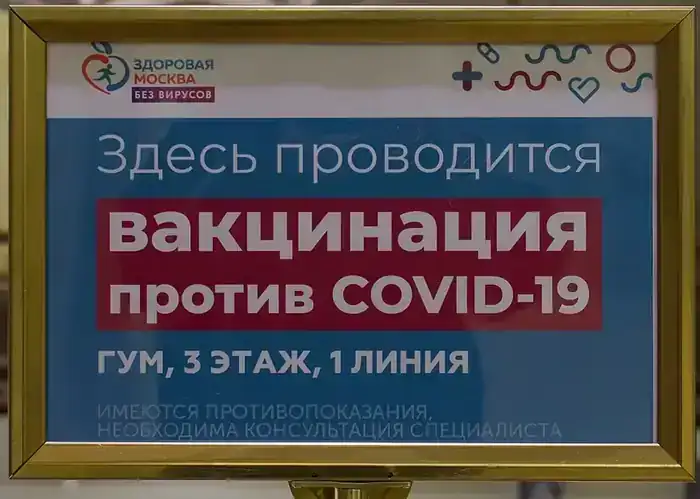 ЗДОРОВАЯ
МОСКВА
БЕЗ ВИРУСОВ
Здесь проводится
вакцинация
против COVID-19
ГУМ, 3 ЭТАЖ, 1 ЛИНИЯ
ИМЕЮТСЯ ПРОТИВОПОКАЗАНИЯ,
НЕОБХОДИМА КОНСУЛЬТАЦИЯ СПЕЦИАЛИСТА